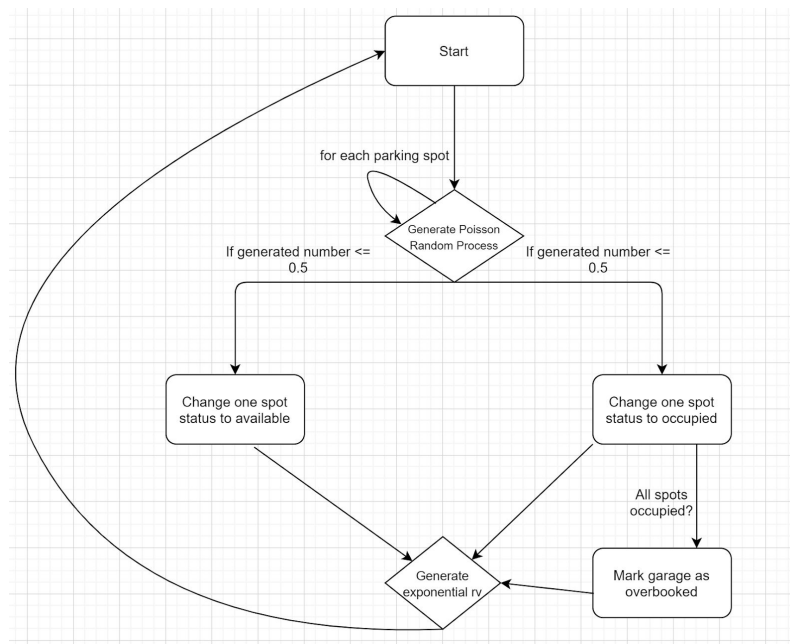 Start
for each parking spot
Generate Poisson
Random Process
If generated number <=
0.5
If generated number <=
0.5
Change one spot
status to available
Change one spot
status to occupied
All spots
occupied?
Generate
exponential rv
Mark garage as
overbooked